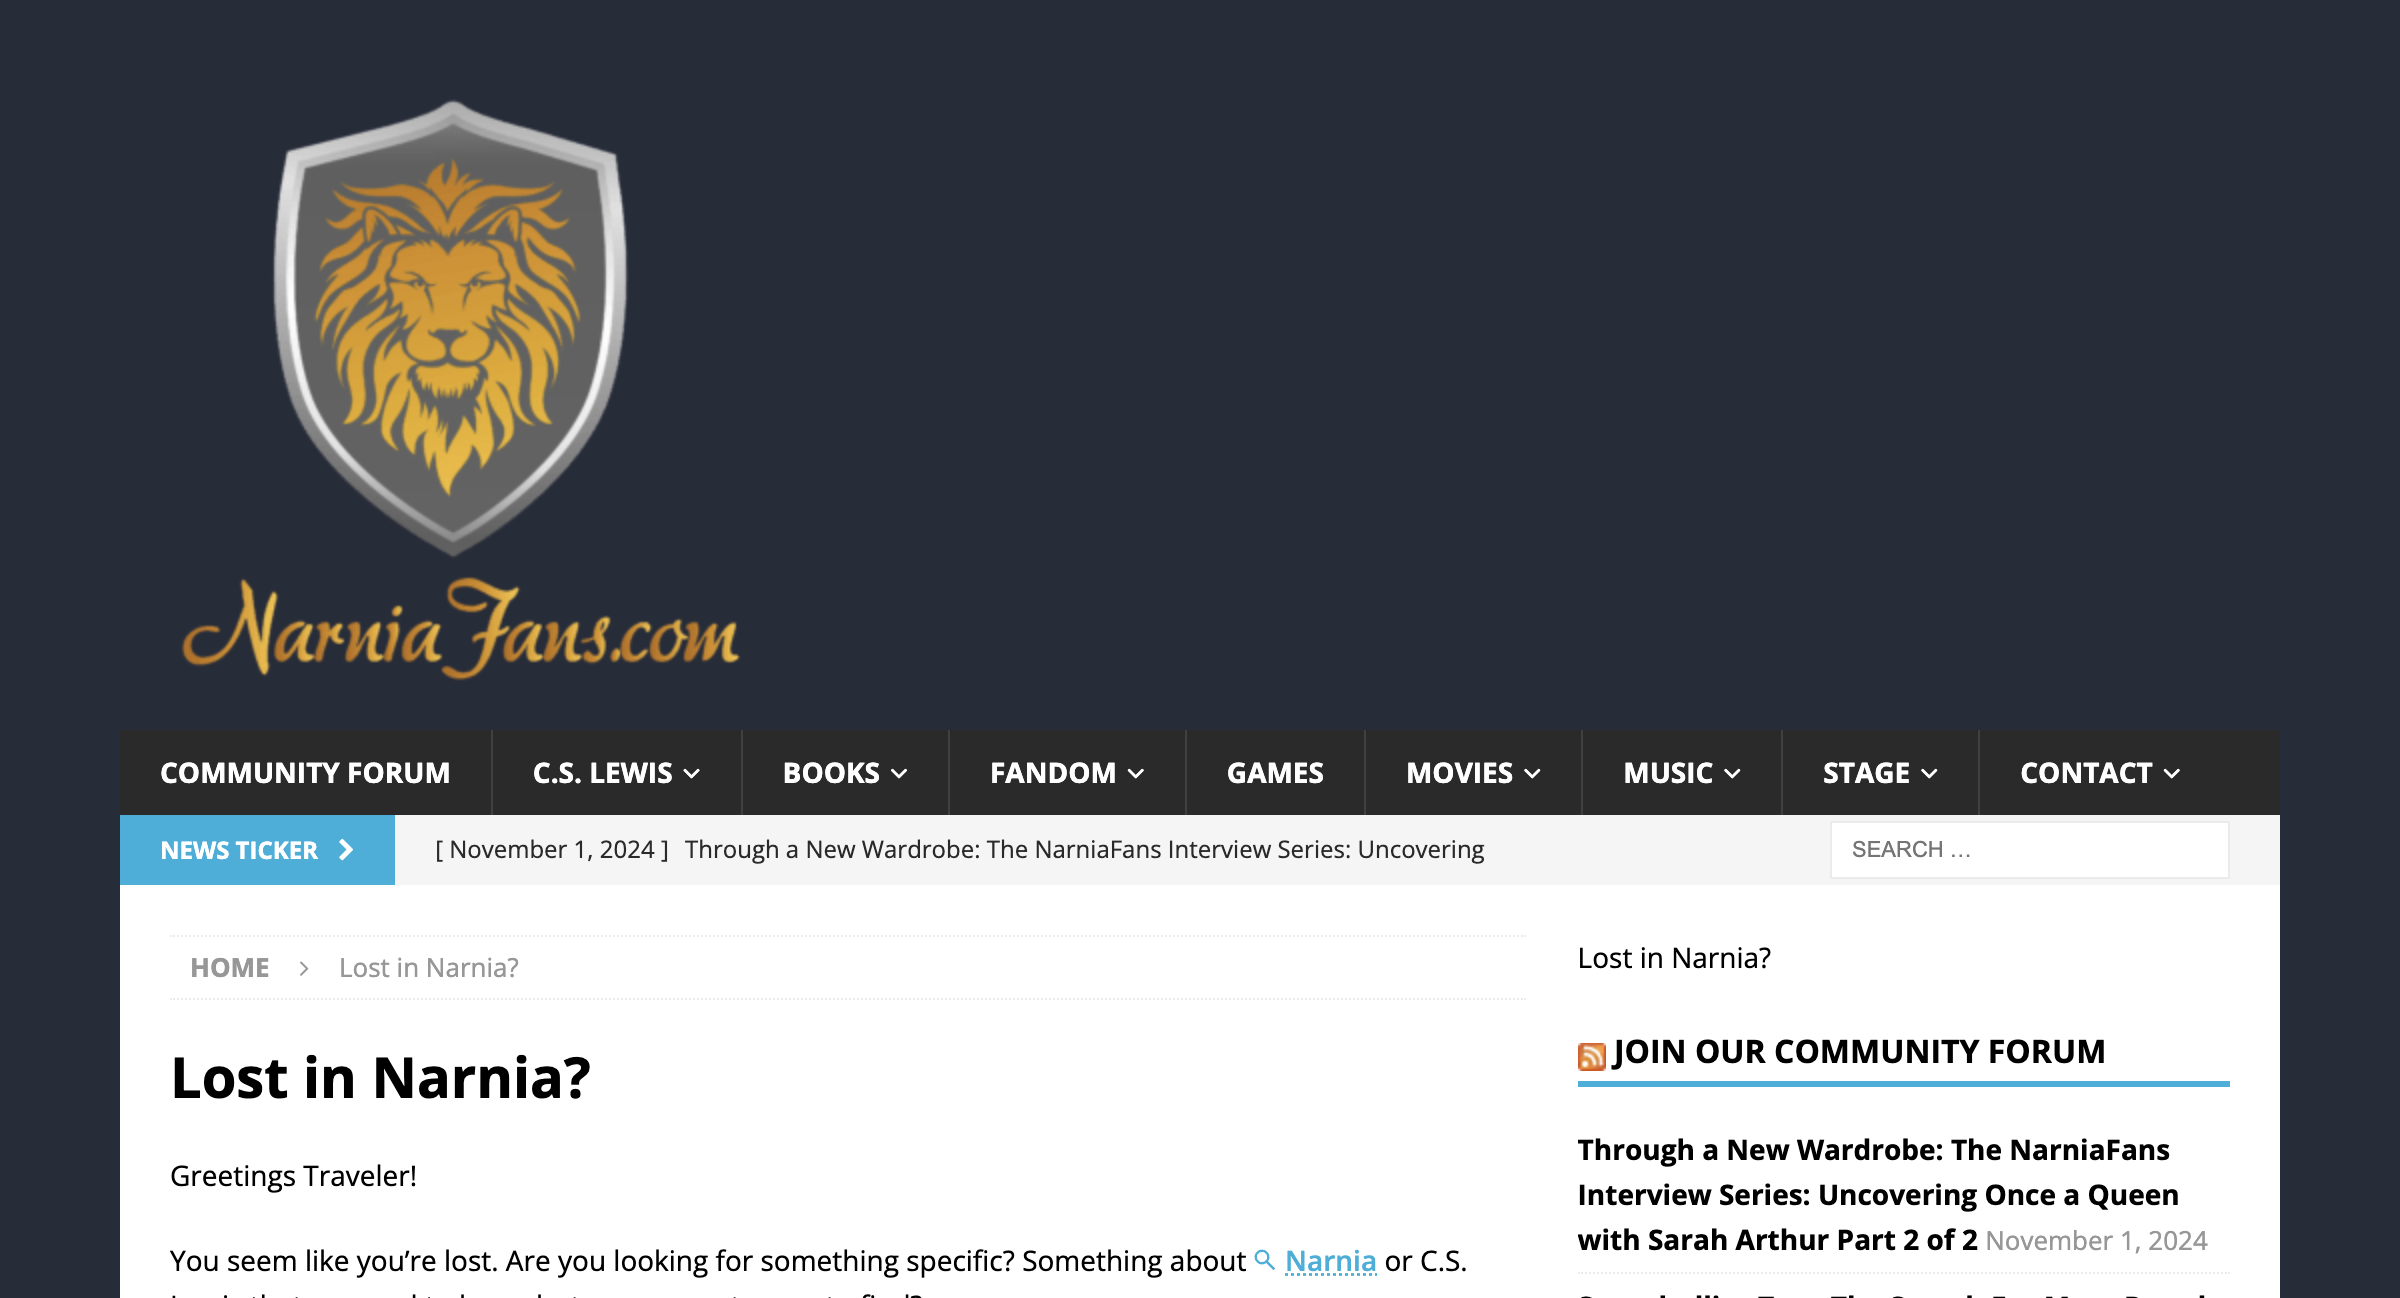 NarniaFans.com
COMMUNITY FORUM
C.S. LEWIS
BOOKS
FANDOM
GAMES
MOVIES
MUSIC
STAGE
CONTACT
NEWS TICKER
[ November 1, 2024 ] Through a New Wardrobe: The NarniaFans Interview Series: Uncovering
SEARCH …
HOME Lost in Narnia?
Lost in Narnia?
Greetings Traveler!
You seem like you’re lost. Are you looking for something specific? Something about Narnia or C.S.
Lost in Narnia?
JOIN OUR COMMUNITY FORUM
Through a New Wardrobe: The NarniaFans
Interview Series: Uncovering Once a Queen
with Sarah Arthur Part 2 of 2 November 1, 2024